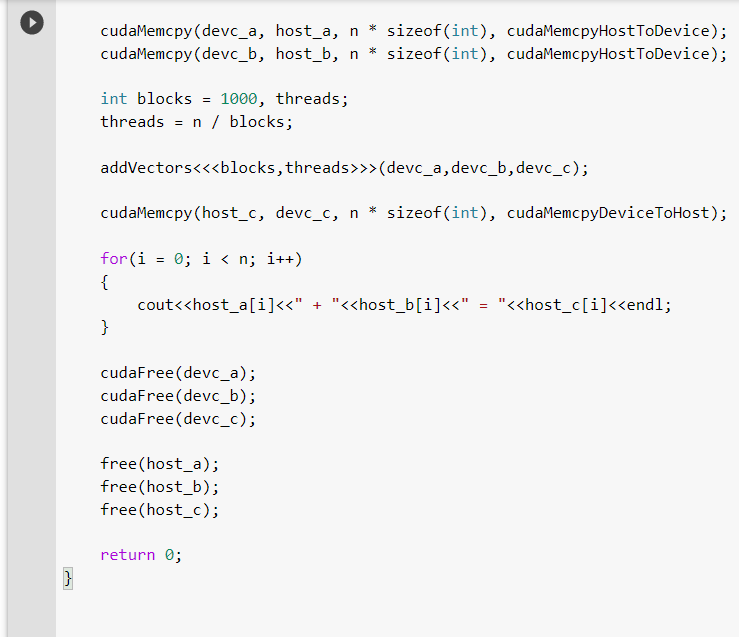 cudaMemcpy(devc_a, host_a, n * sizeof(int), cudaMemcpyHostToDevice);
cudaMemcpy(devc_b, host_b, n * sizeof(int), cudaMemcpyHostToDevice);
int blocks = 1000, threads;
threads = n / blocks;
addVectors<<<blocks,threads>>>(devc_a,devc_b,devc_c);
cudaMemcpy(host_c, devc_c, n * sizeof(int), cudaMemcpyDeviceToHost);
for(i = 0; i < n; i++)
{
cout<<host_a[i]<<" + "<<host_b[i]<<" = "<<host_c[i]<<endl;
}
cudaFree(devc_a);
cudaFree(devc_b);
cudaFree(devc_c);
free(host_a);
free(host_b);
free(host_c);
return 0;
}